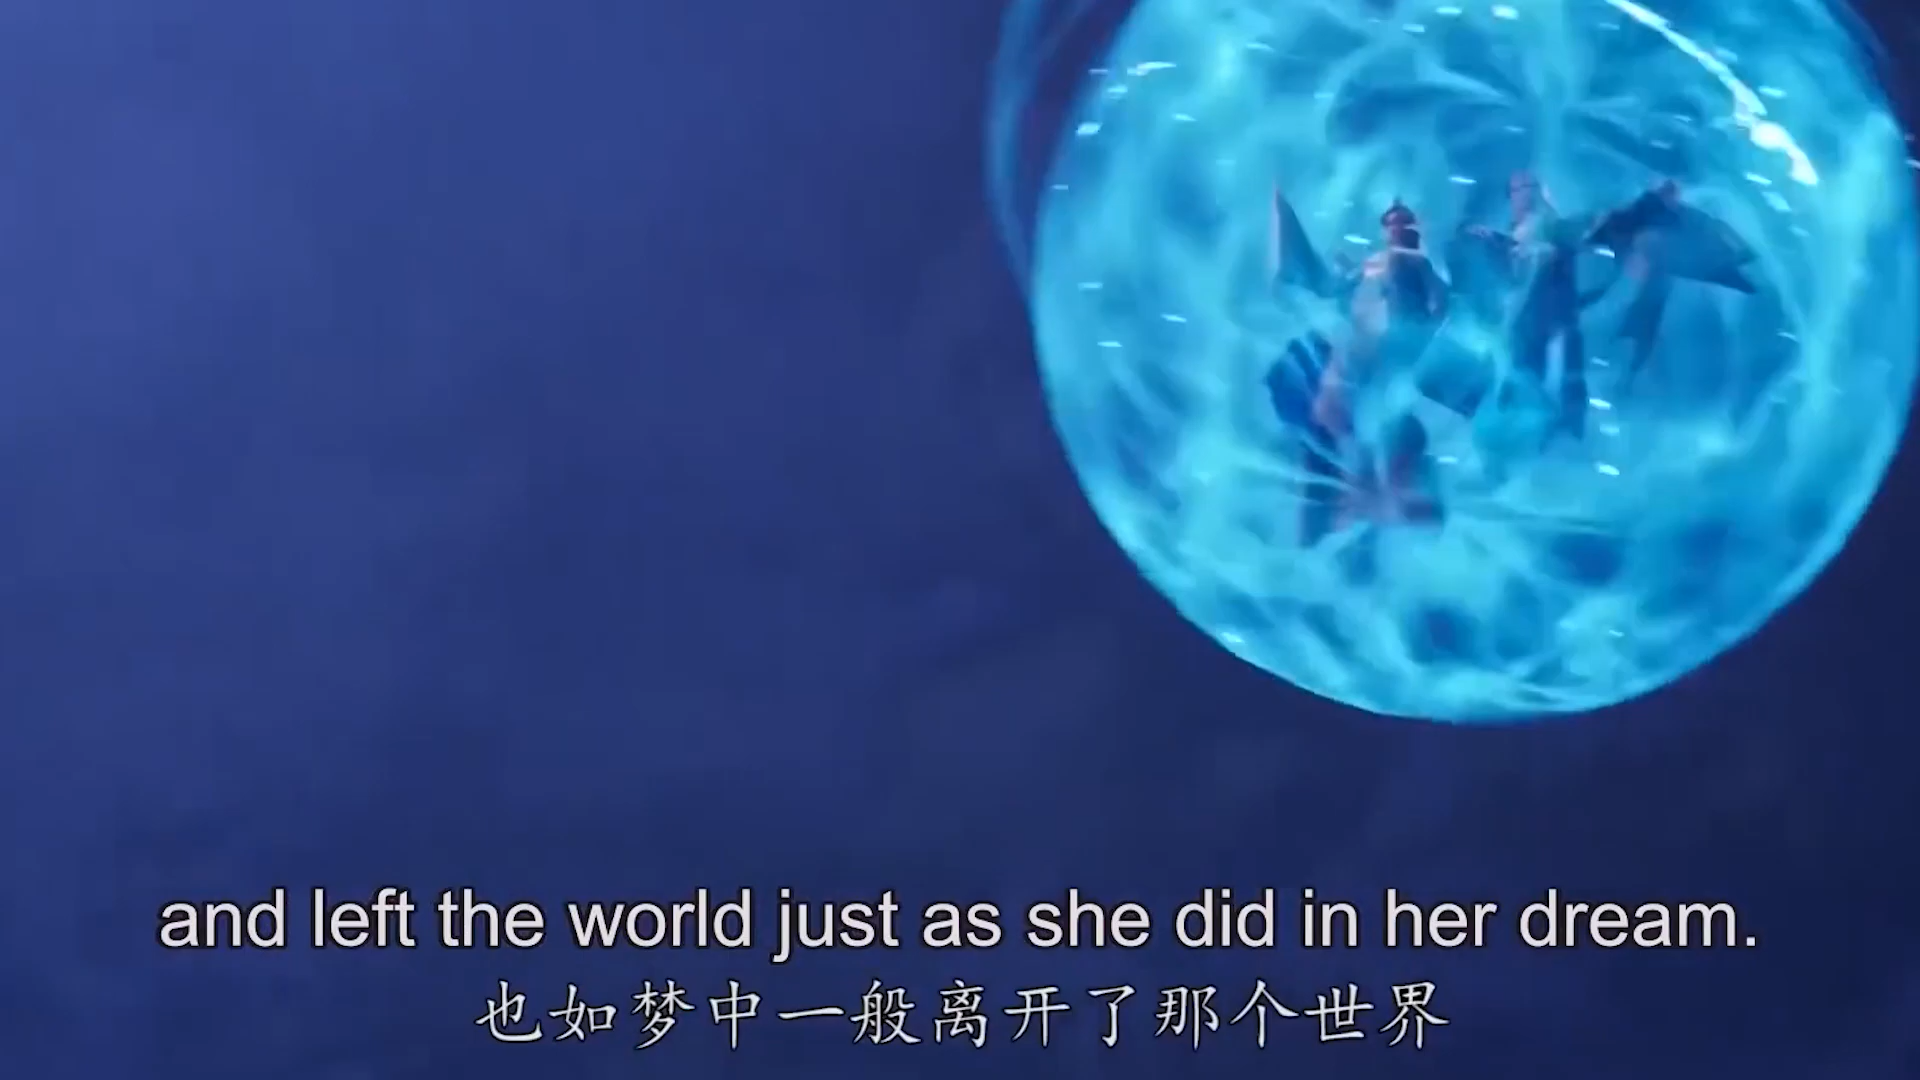 and left the world just as she did in her dream.
也如梦中一般离开了那个世界